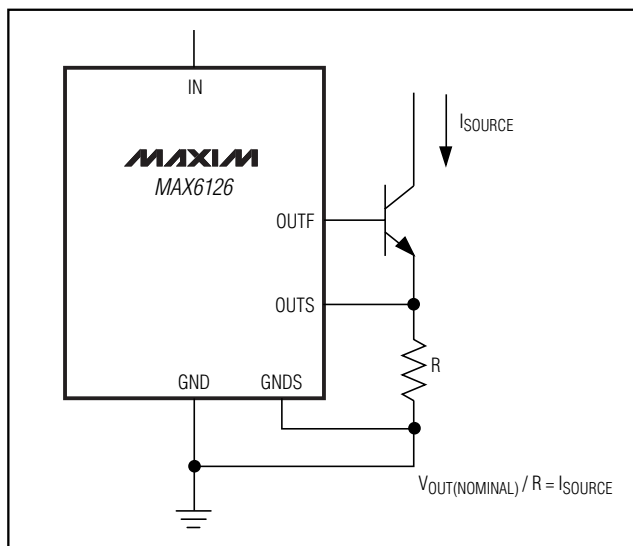 IN
ISOURCE
MAXIM
MAX6126
OUTF
OUTS
R
GND
GNDS
VOUT(NOMINAL) / R = ISOURCE